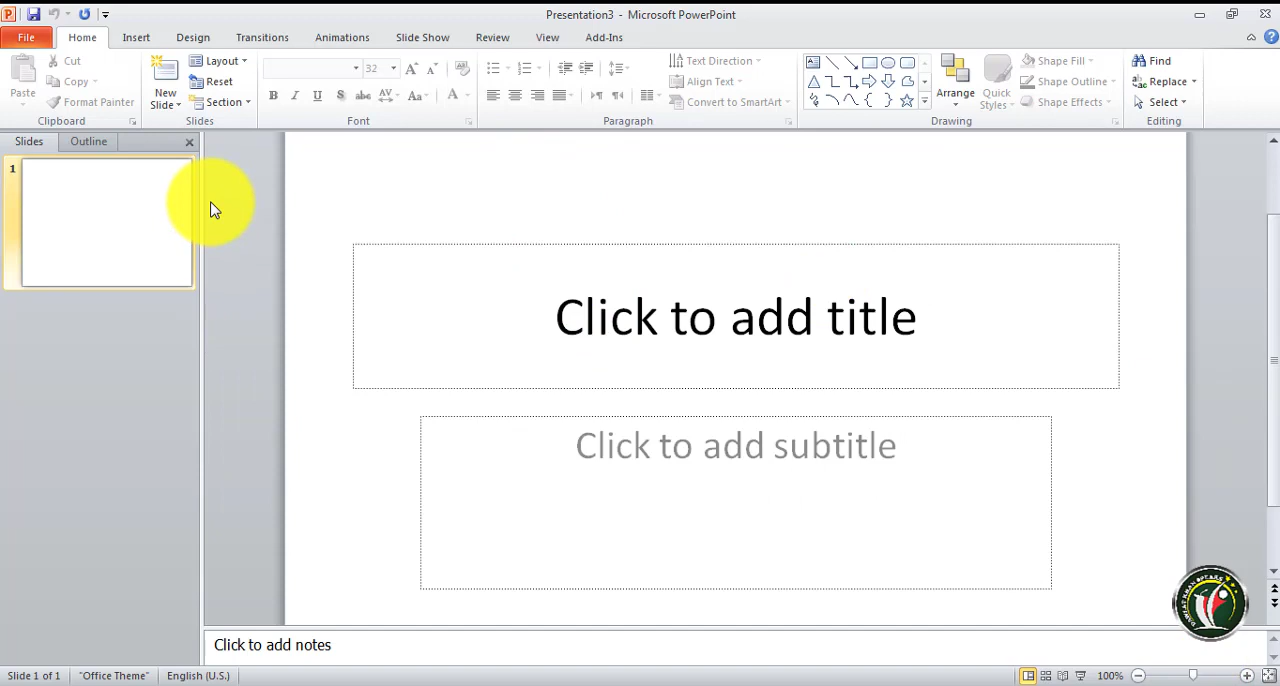 Presentation3 - Microsoft PowerPoint
File Home Insert Design Transitions Animations Slide Show Review View Add-Ins
Paste
Cut
Copy
Format Painter
Clipboard
New
Slide
Layout
Reset
Section
Slides
32
B I U S abc AV Aa A
Font
Text Direction
Align Text
Convert to SmartArt
Paragraph
Arrange
Quick
Styles
Shape Fill
Shape Outline
Shape Effects
Drawing
Find
Replace
Select
Editing
Slides Outline
1
Click to add title
Click to add subtitle
Click to add notes
Slide 1 of 1 "Office Theme" English (U.S.) 100%